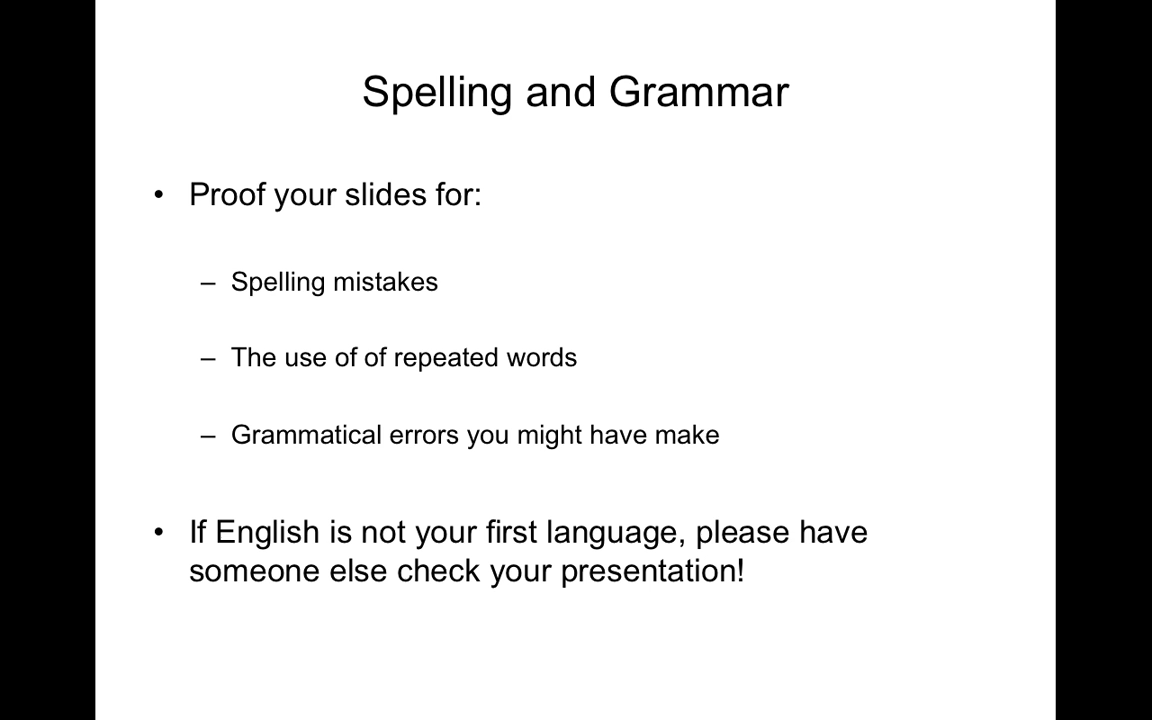 Spelling and Grammar
• Proof your slides for:
– Spelling mistakes
– The use of of repeated words
– Grammatical errors you might have make
• If English is not your first language, please have
someone else check your presentation!